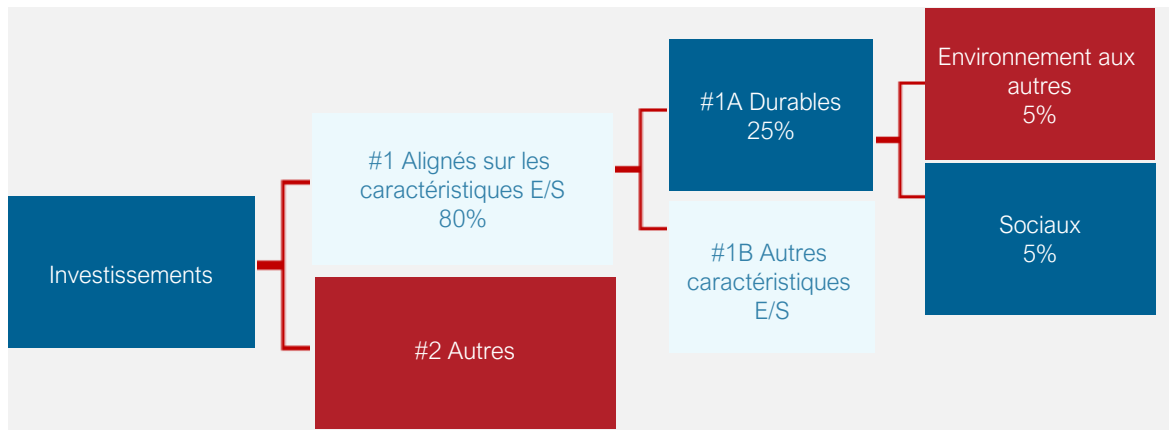 Investissements
#1 Alignés sur les
caractéristiques E/S
80%
#2 Autres
#1A Durables
25%
#1B Autres
caractéristiques
E/S
Environnement aux
autres
5%
Sociaux
5%